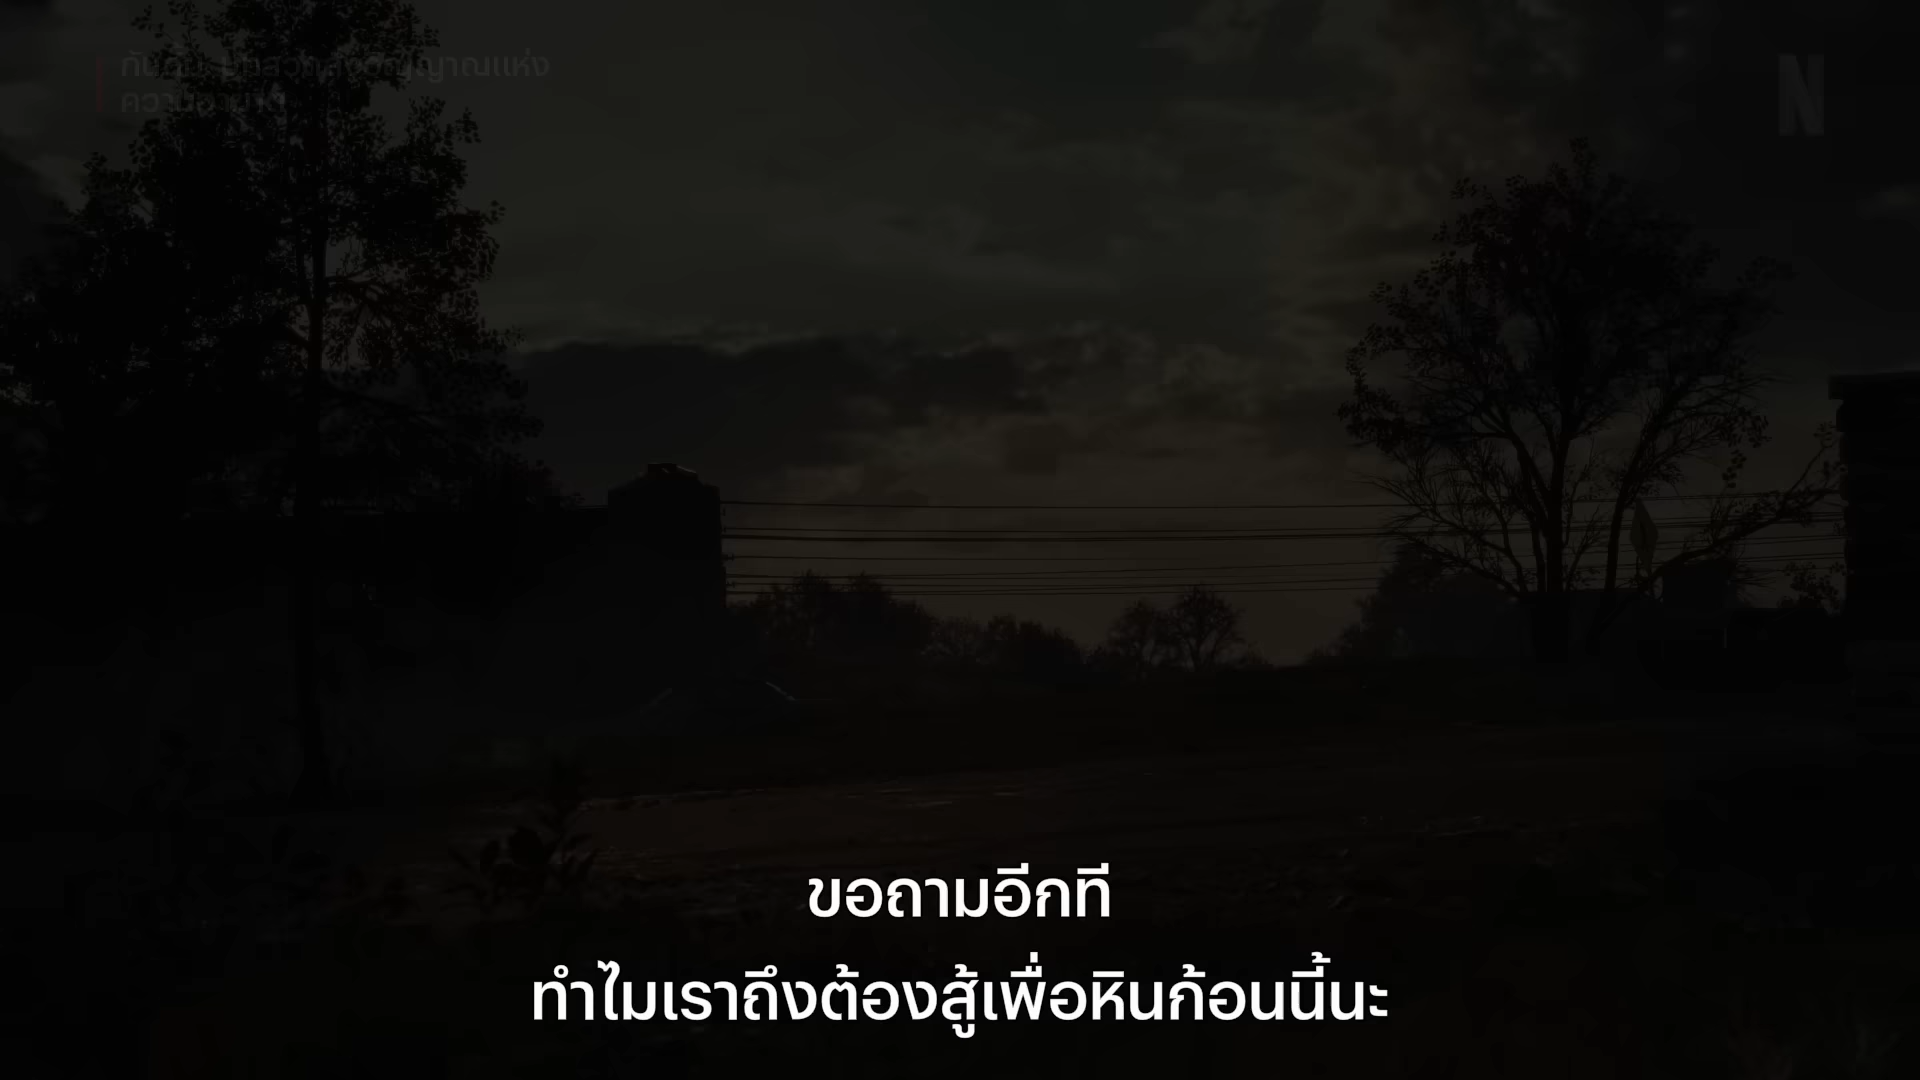 N
ขอถามอีกที
ทำไมเราถึงต้องสู้เพื่อหินก้อนนี้นะ